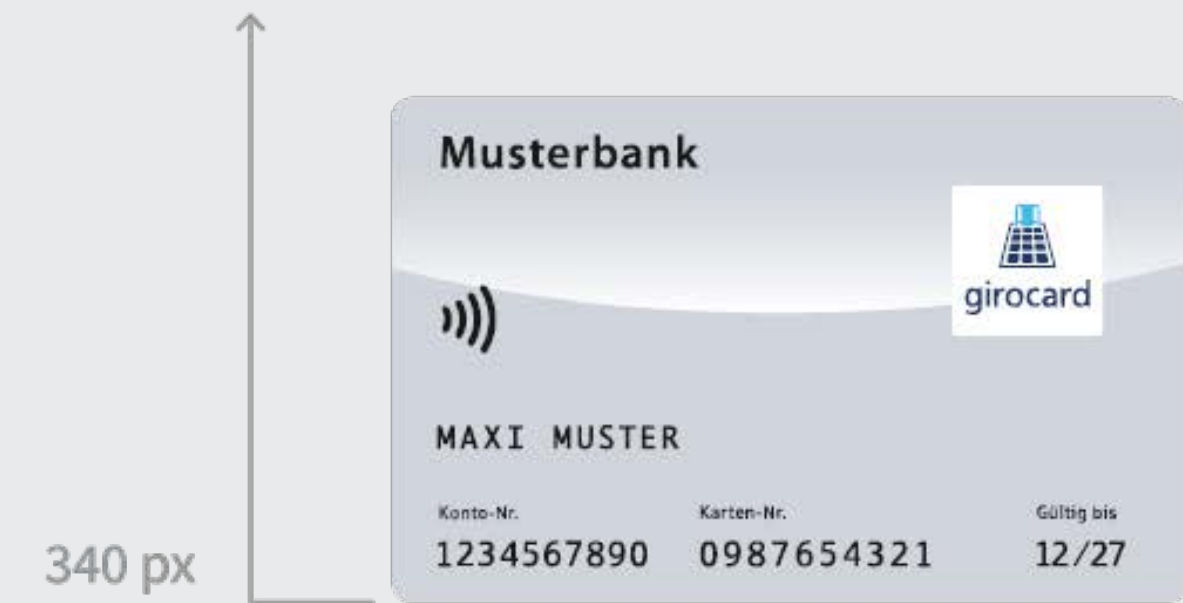 Musterbank
girocard
MAXI MUSTER
Konto-Nr. Karten-Nr. Gültig bis
1234567890 0987654321 12/27
340 px